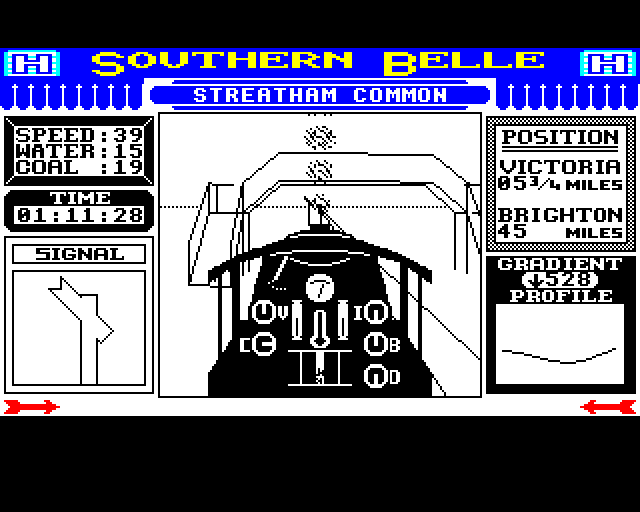 H SOUTHERN BELLE H
STREATHAM COMMON
SPEED:39
WATER:15
COAL :19
TIME
01:11:28
SIGNAL
POSITION
VICTORIA
05¾ MILES
BRIGHTON
45 MILES
GRADIENT
↓528
PROFILE
7
V
I
C
B
D